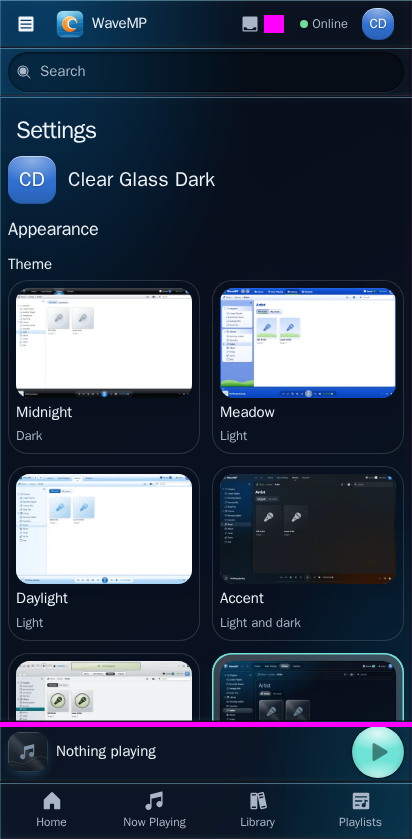 WaveMP
Online
CD
Search
Settings
CD
Clear Glass Dark
Appearance
Theme
Midnight
Dark
Meadow
Light
Daylight
Light
Accent
Light and dark
Nothing playing
Home
Now Playing
Library
Playlists